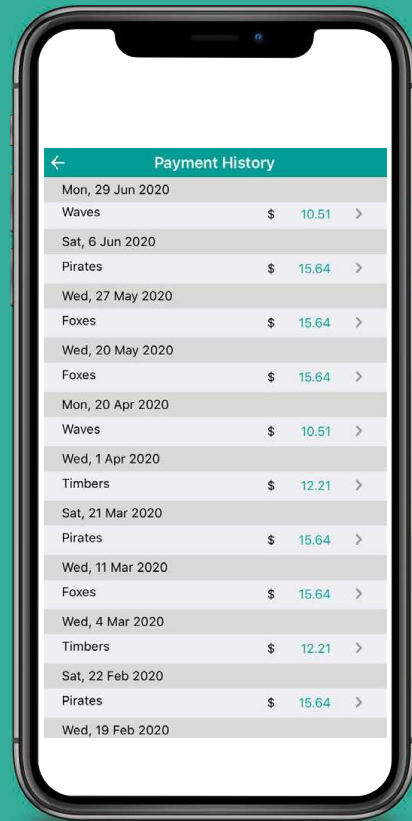 Payment History
Mon, 29 Jun 2020
Waves $ 10.51
Sat, 6 Jun 2020
Pirates $ 15.64
Wed, 27 May 2020
Foxes $ 15.64
Wed, 20 May 2020
Foxes $ 15.64
Mon, 20 Apr 2020
Waves $ 10.51
Wed, 1 Apr 2020
Timbers $ 12.21
Sat, 21 Mar 2020
Pirates $ 15.64
Wed, 11 Mar 2020
Foxes $ 15.64
Wed, 4 Mar 2020
Timbers $ 12.21
Sat, 22 Feb 2020
Pirates $ 15.64
Wed, 19 Feb 2020